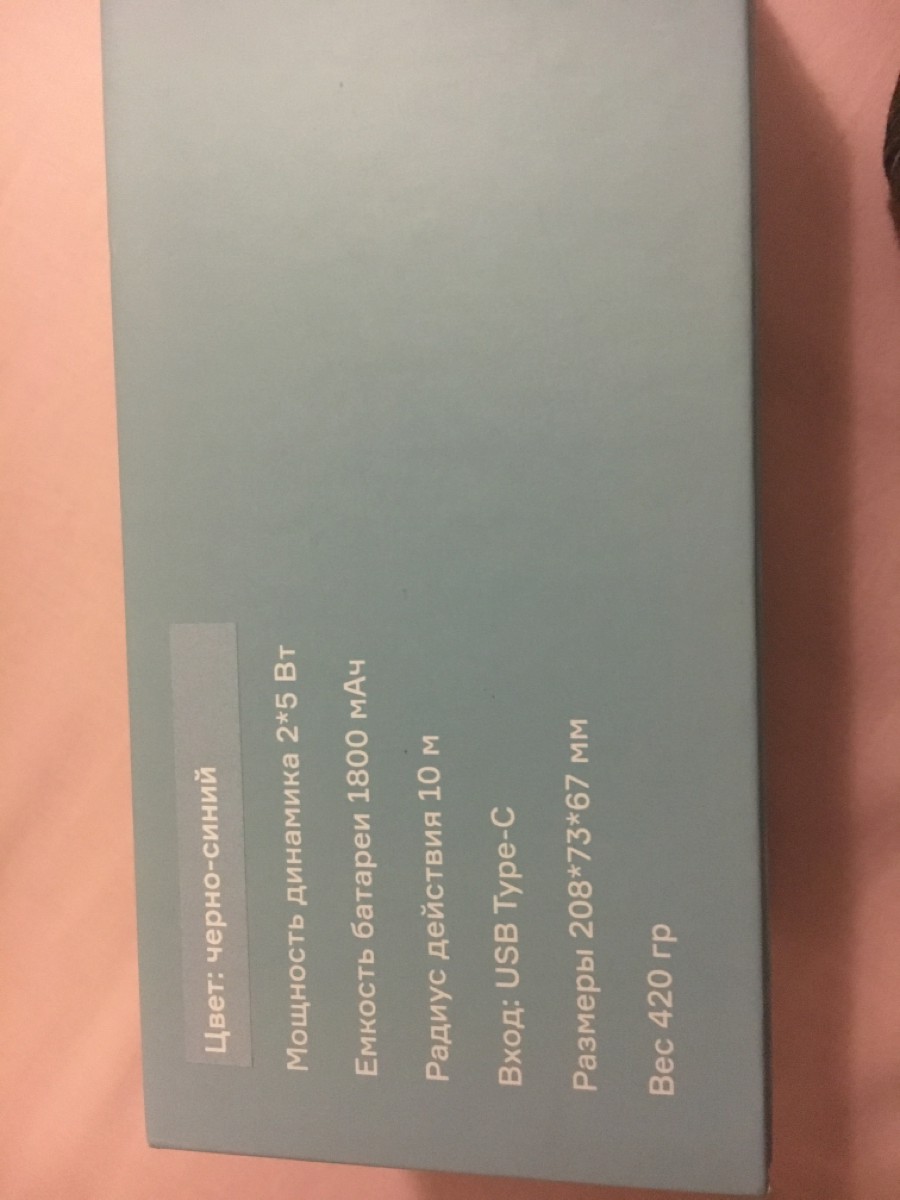 Цвет: черно-синий
Мощность динамика 2*5 Вт
Емкость батареи 1800 мАч
Радиус действия 10 м
Вход: USB Type-C
Размеры 208*73*67 мм
Вес 420 гр